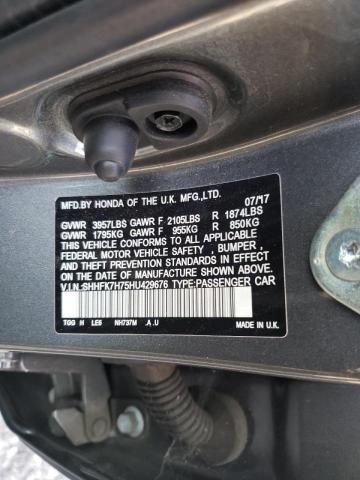 MFD.BY HONDA OF THE U.K. MFG.,LTD. 07/17
GVWR 3957LBS GAWR F 2105LBS R 1874LBS
GVWR 1795KG GAWR F 955KG R 850KG
THIS VEHICLE CONFORMS TO ALL APPLICABLE
FEDERAL MOTOR VEHICLE SAFETY , BUMPER ,
AND THEFT PREVENTION STANDARDS IN EFFECT
ON THE DATE OF MANUFACTURE SHOWN ABOVE.
V.I.N.:SHHFK7H75HU429676 TYPE:PASSENGER CAR
TGG H LE5 NH737M .A .U MADE IN U.K.